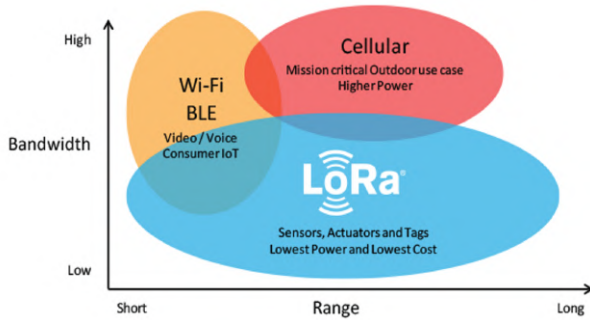 High
Bandwidth
Low
Wi-Fi
BLE
Video / Voice
Consumer IoT
Cellular
Mission critical Outdoor use case
Higher Power
LoRa®
Sensors, Actuators and Tags
Lowest Power and Lowest Cost
Short
Range
Long